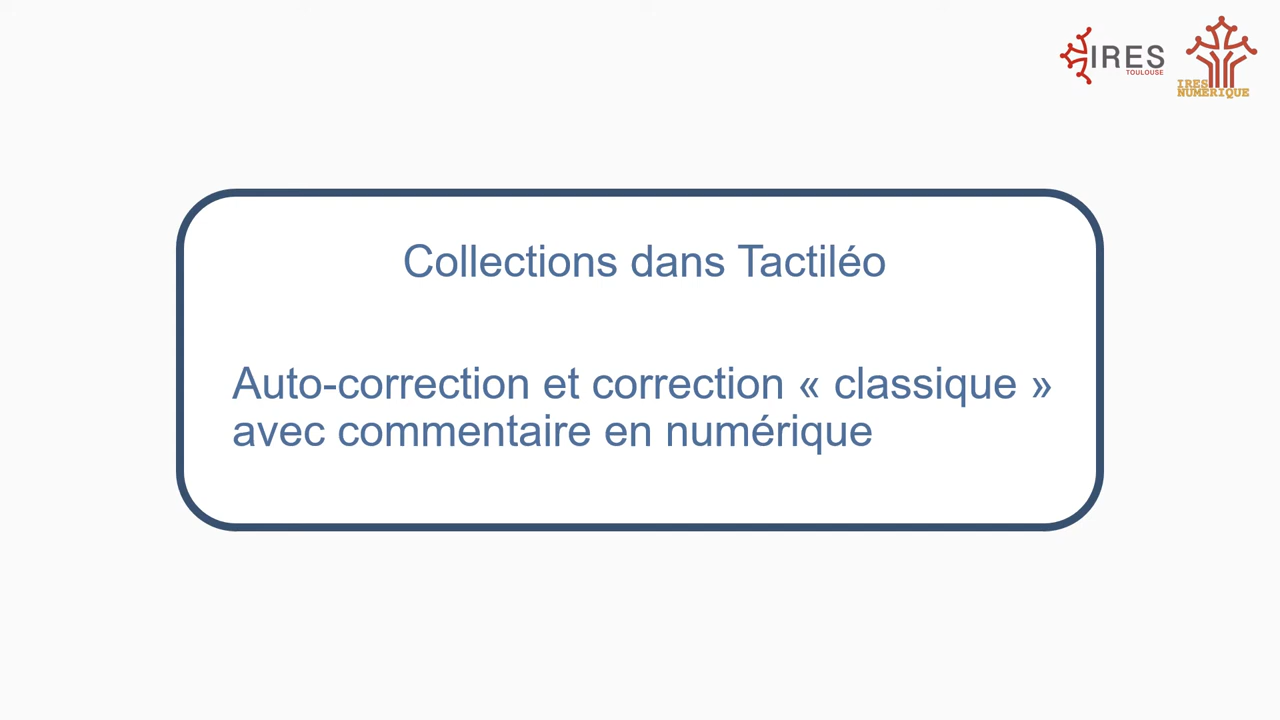 IRES
TOULOUSE
IRES
NUMÉRIQUE
Collections dans Tactiléo
Auto-correction et correction « classique »
avec commentaire en numérique